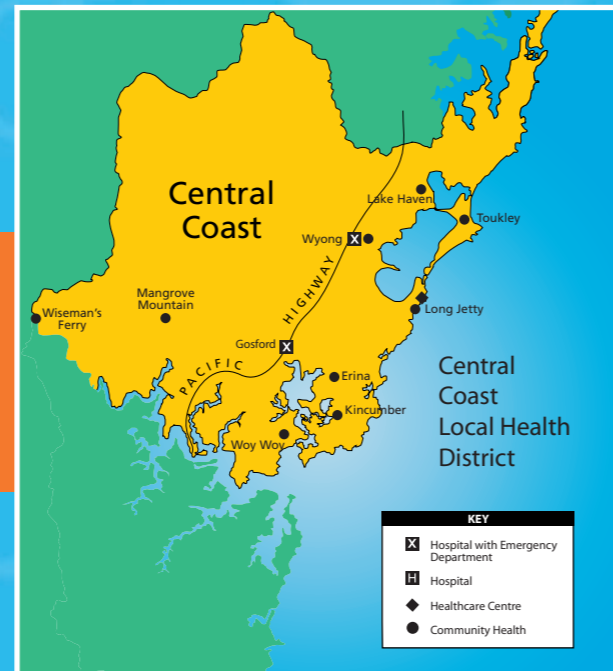 Central
Coast
Lake Haven
Toukley
Wyong X
HIGHWAY
Mangrove
Mountain
Wiseman's
Ferry
Long Jetty
Gosford X
PACIFIC
Erina
Kincumber
Woy Woy
Central
Coast
Local Health
District
KEY
X Hospital with Emergency
Department
H Hospital
Healthcare Centre
Community Health